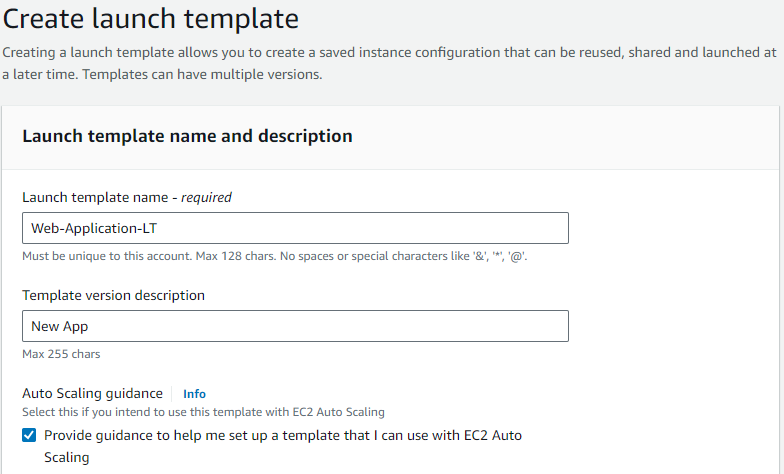 Create launch template
Creating a launch template allows you to create a saved instance configuration that can be reused, shared and launched at
a later time. Templates can have multiple versions.
Launch template name and description
Launch template name - required
Web-Application-LT
Must be unique to this account. Max 128 chars. No spaces or special characters like '&', '*', '@'.
Template version description
New App
Max 255 chars
Auto Scaling guidance Info
Select this if you intend to use this template with EC2 Auto Scaling
Provide guidance to help me set up a template that I can use with EC2 Auto
Scaling